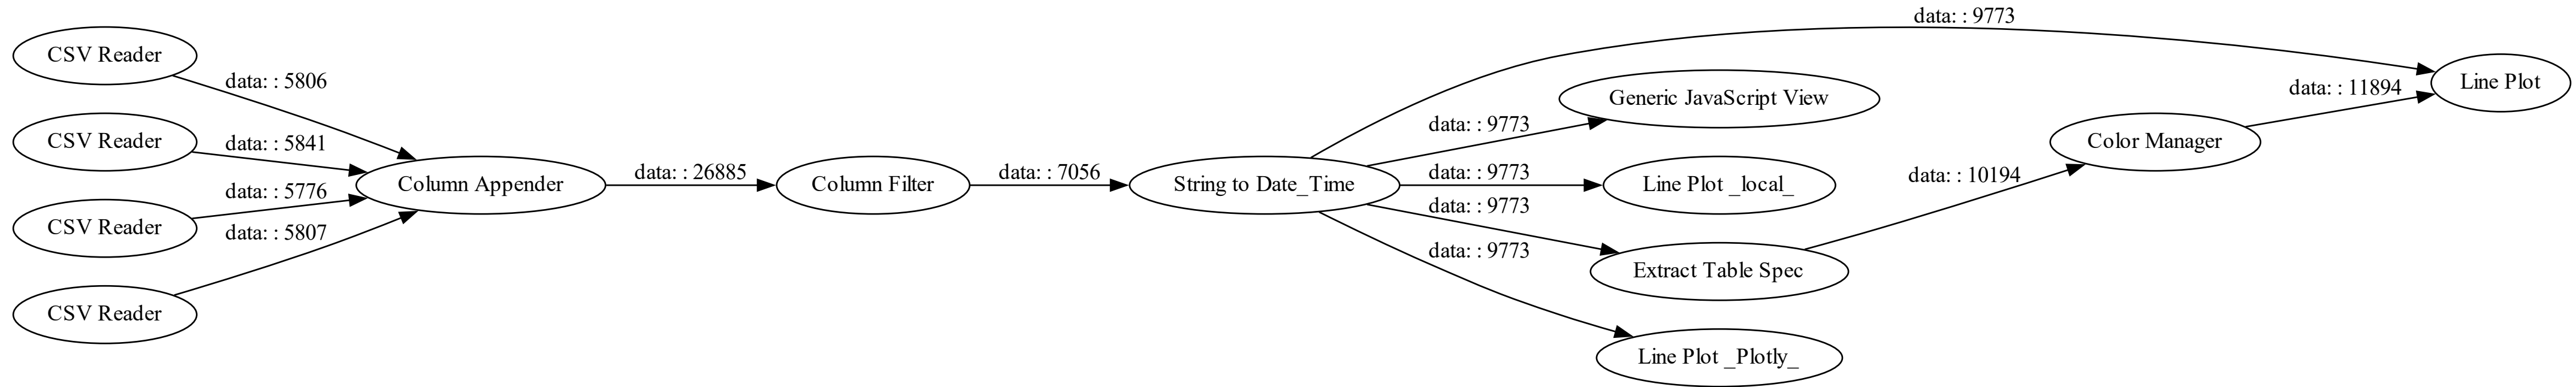 CSV Reader
data: : 5806
CSV Reader
data: : 5841
CSV Reader
data: : 5776
CSV Reader
data: : 5807
Column Appender
data: : 26885
Column Filter
data: : 7056
String to Date_Time
data: : 9773
data: : 9773
data: : 9773
data: : 9773
data: : 9773
Generic JavaScript View
Line Plot _local_
Extract Table Spec
Line Plot _Plotly_
data: : 10194
Color Manager
data: : 11894
Line Plot